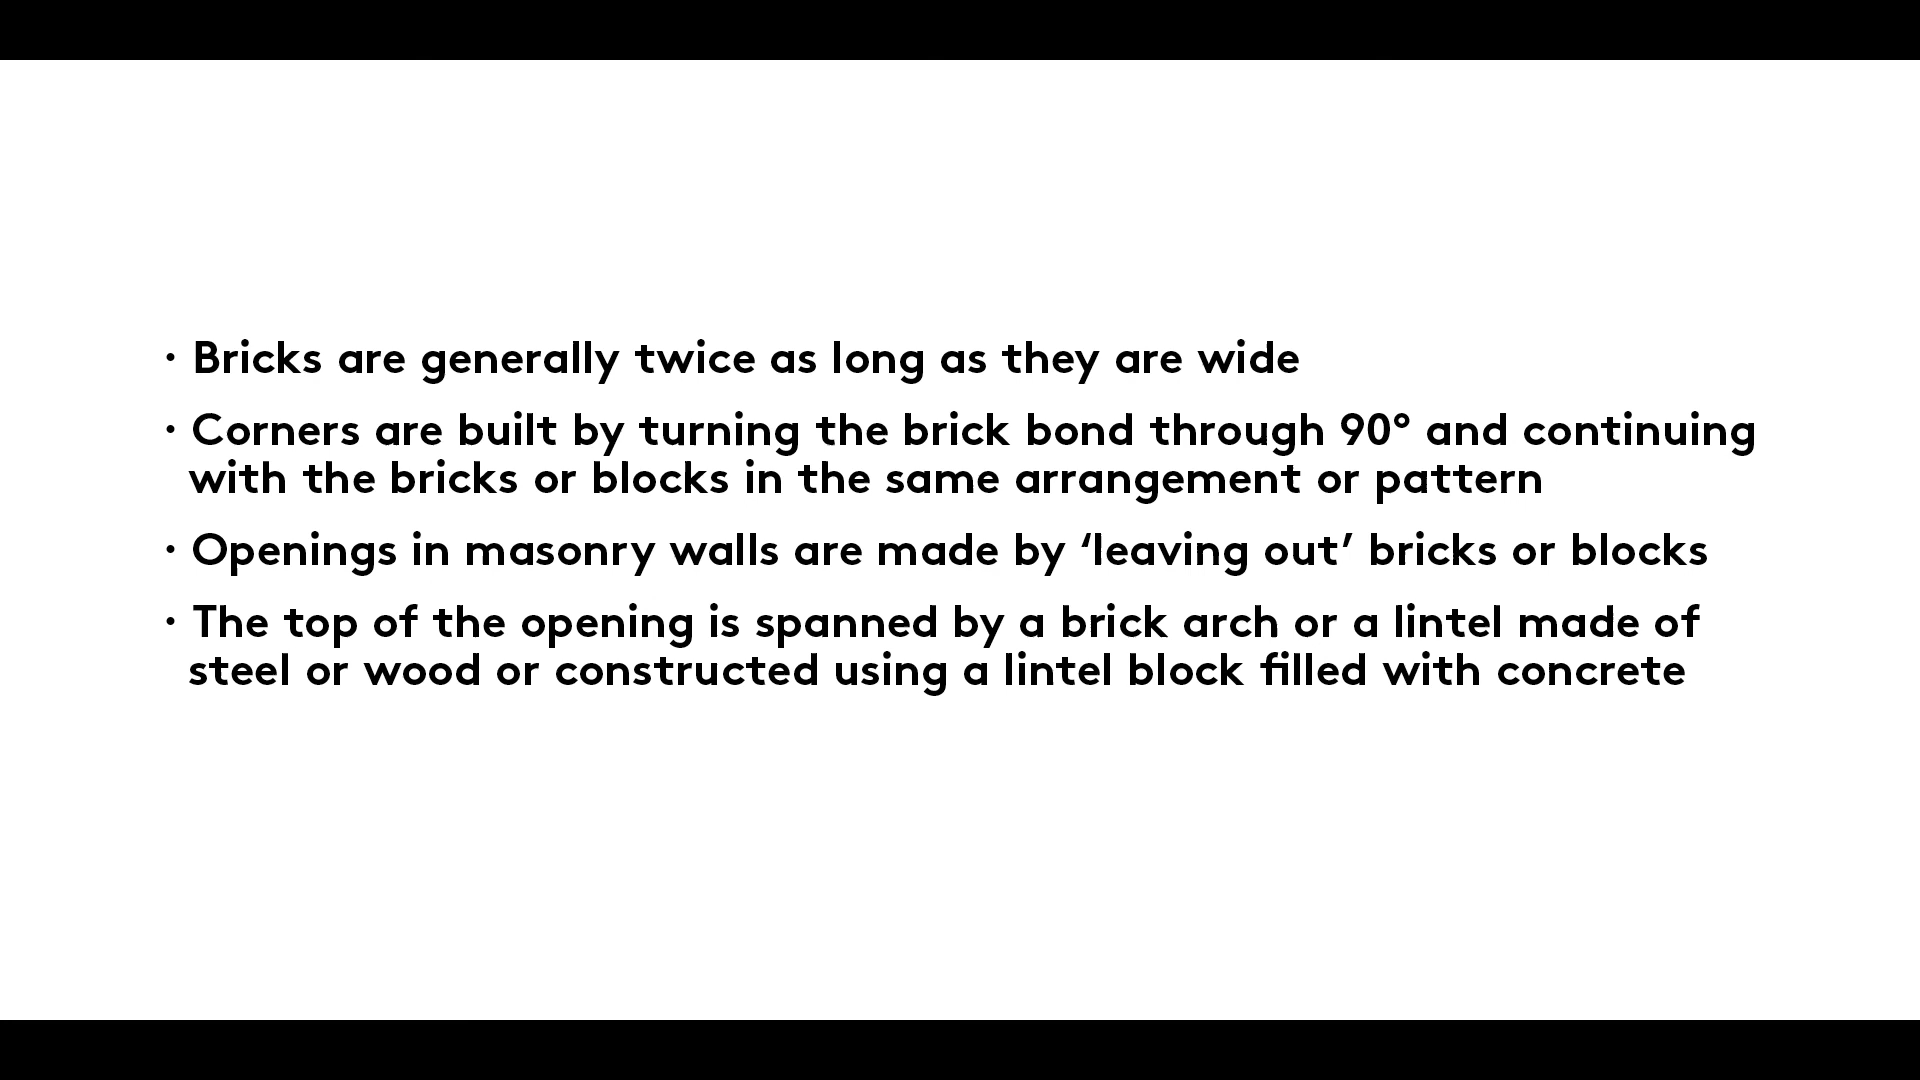 · Bricks are generally twice as long as they are wide
· Corners are built by turning the brick bond through 90° and continuing
with the bricks or blocks in the same arrangement or pattern
· Openings in masonry walls are made by ‘leaving out’ bricks or blocks
· The top of the opening is spanned by a brick arch or a lintel made of
steel or wood or constructed using a lintel block filled with concrete